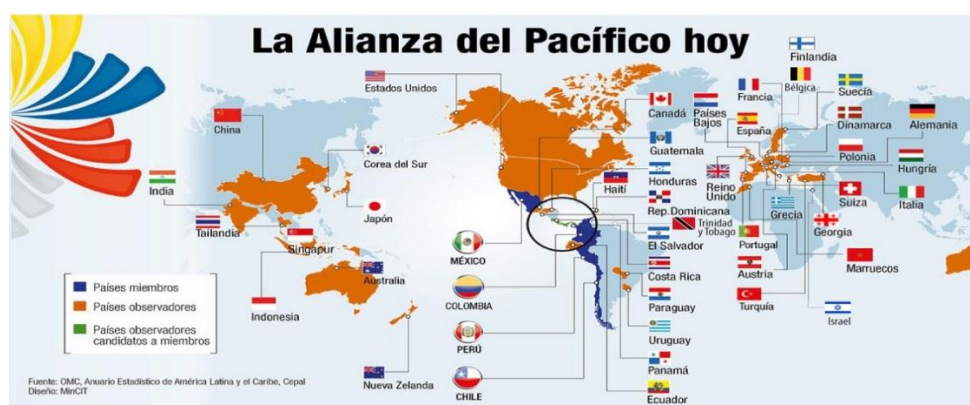 La Alianza del Pacífico hoy
Estados Unidos
China
Corea del Sur
India
Japón
Tailandia
Singapur
Australia
Indonesia
Nueva Zelanda
Países miembros
Países observadores
Países observadores
candidatos a miembros
Fuente: OMC, Anuario Estadístico de América Latina y el Caribe, Cepal
Diseño: MinCIT
MÉXICO
COLOMBIA
PERÚ
CHILE
Canadá
Guatemala
Haití
Honduras
Rep. Dominicana
Trinidad
y lobago
El Salvador
Costa Rica
Paraguay
Uruguay
Panamá
Ecuador
Países
Bajos
Francia
Finlandia
Bélgica
Suecía
España
Dinamarca
Alemania
Polonia
Hungría
Reino
Unido
Suiza
Italia
Grecia
Georgia
Portugal
Marruecos
Austria
Turquía
Israel